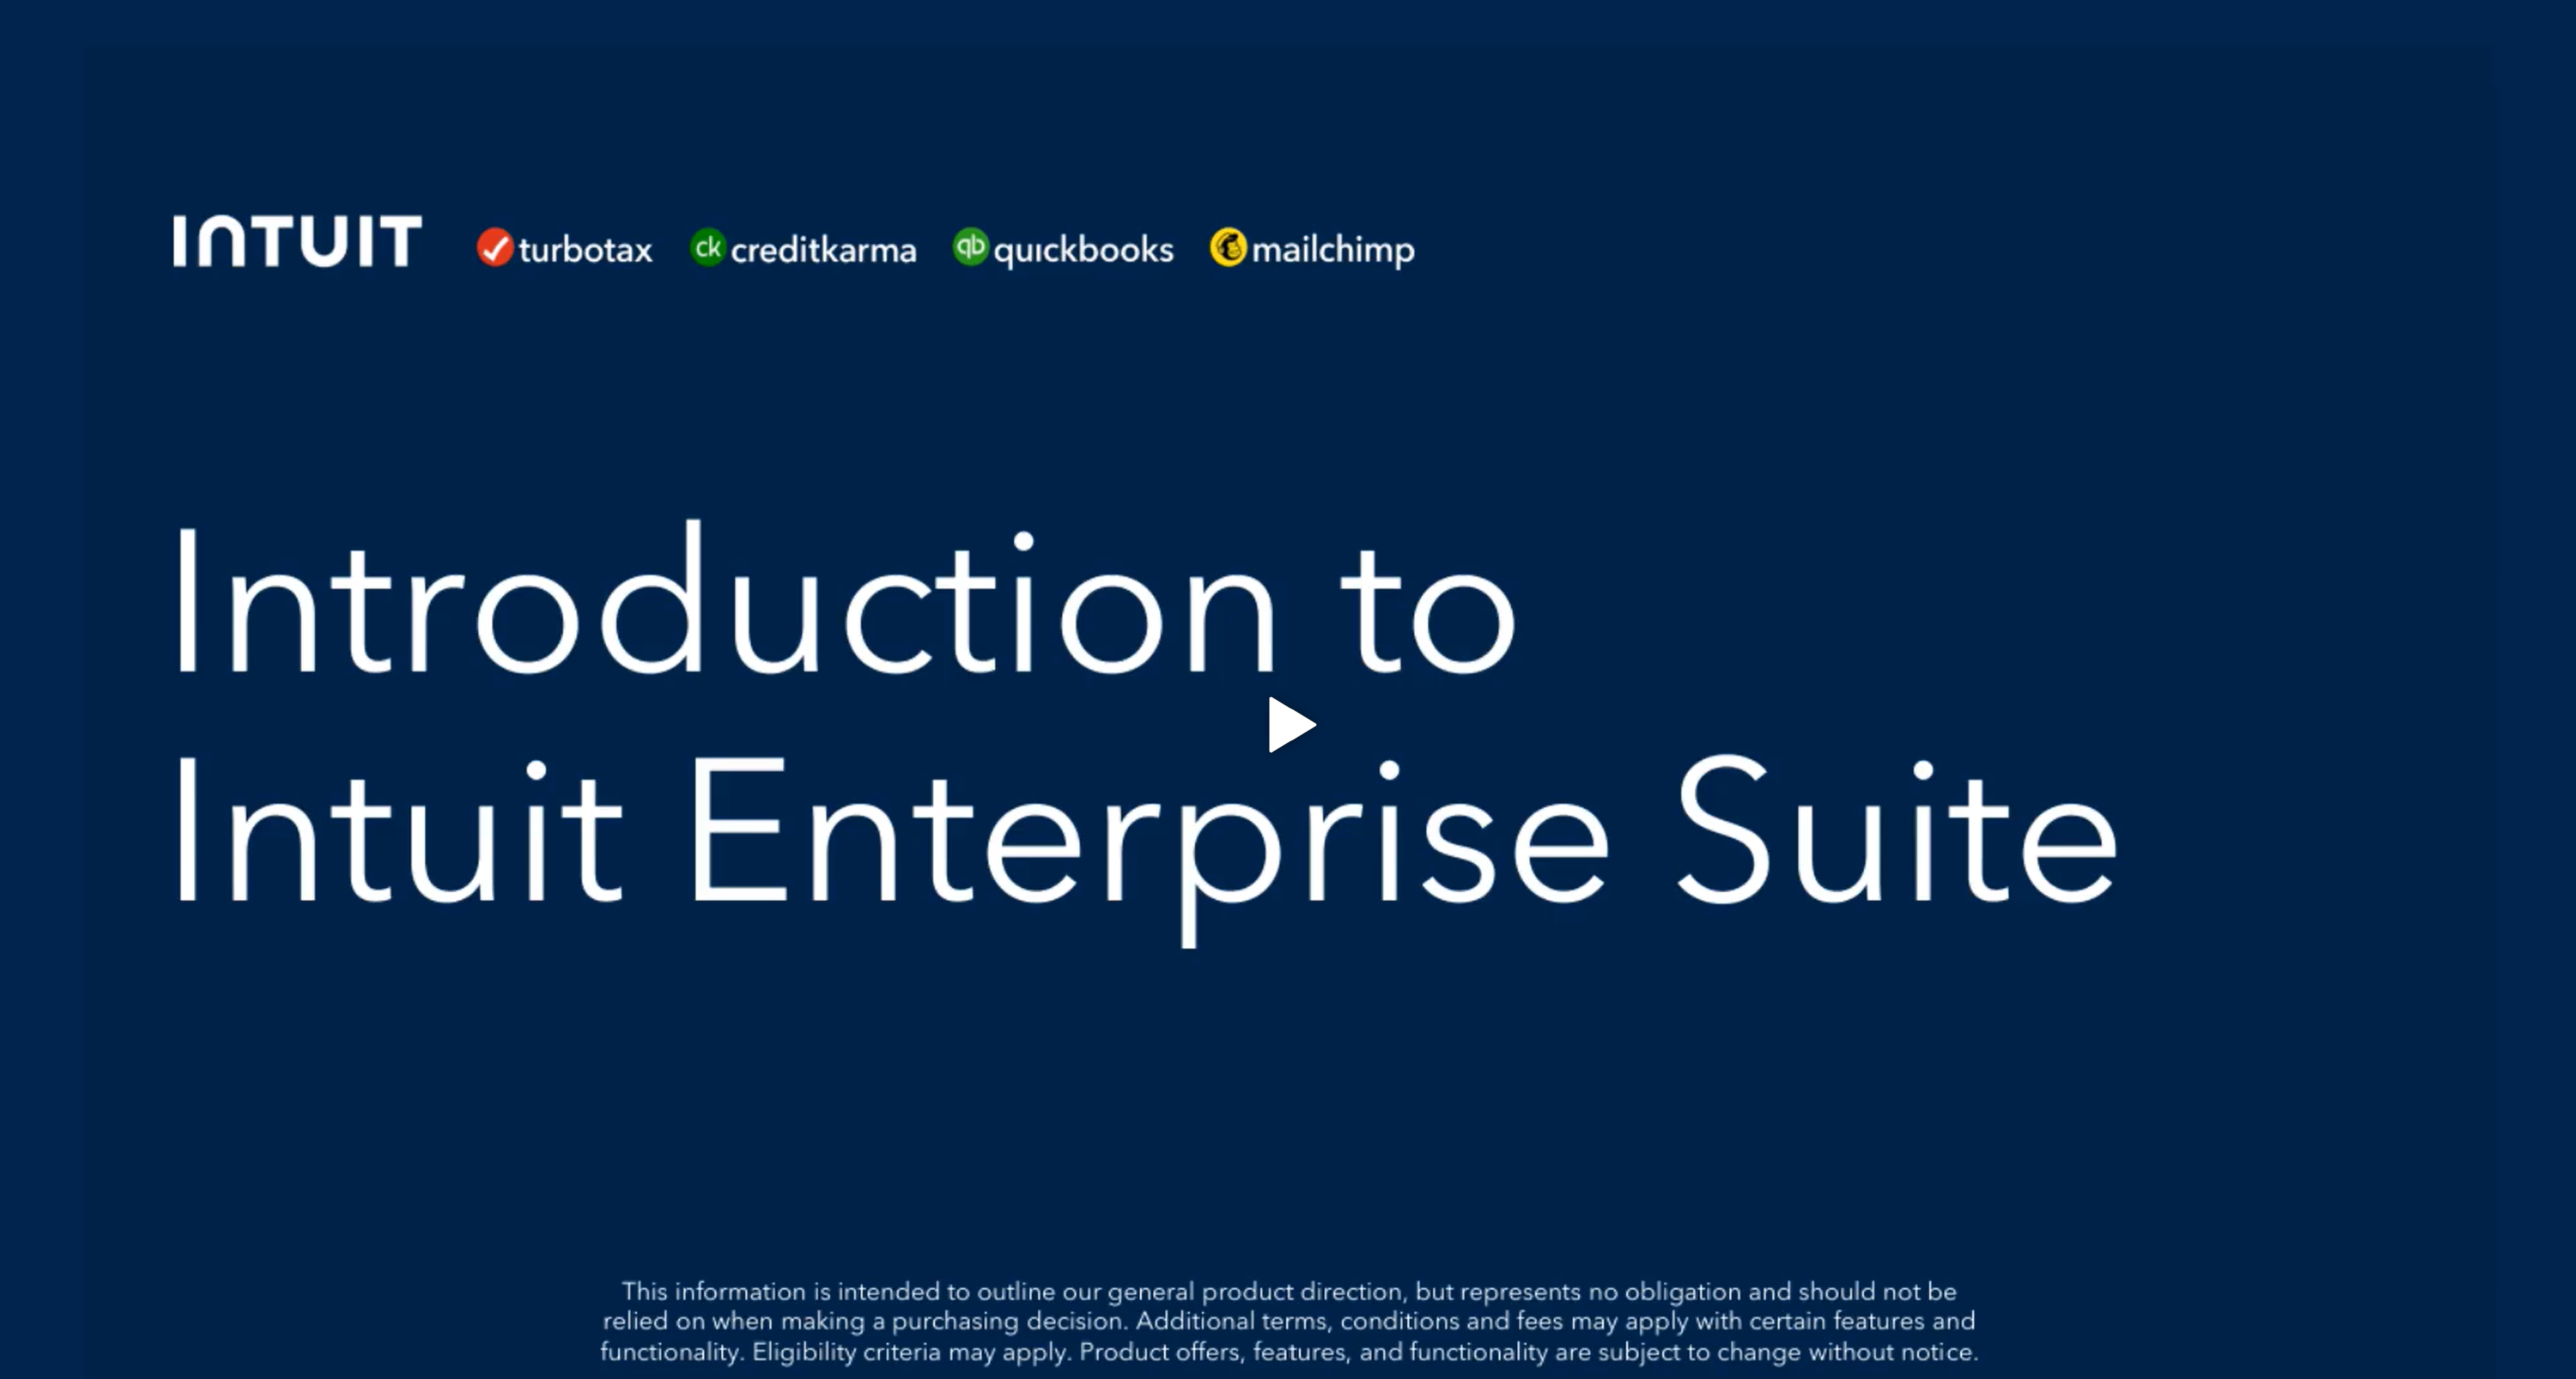 INTUIT turbotax ck creditkarma qb quickbooks mailchimp
Introduction to
Intuit Enterprise Suite
This information is intended to outline our general product direction, but represents no obligation and should not be
relied on when making a purchasing decision. Additional terms, conditions and fees may apply with certain features and
functionality. Eligibility criteria may apply. Product offers, features, and functionality are subject to change without notice.